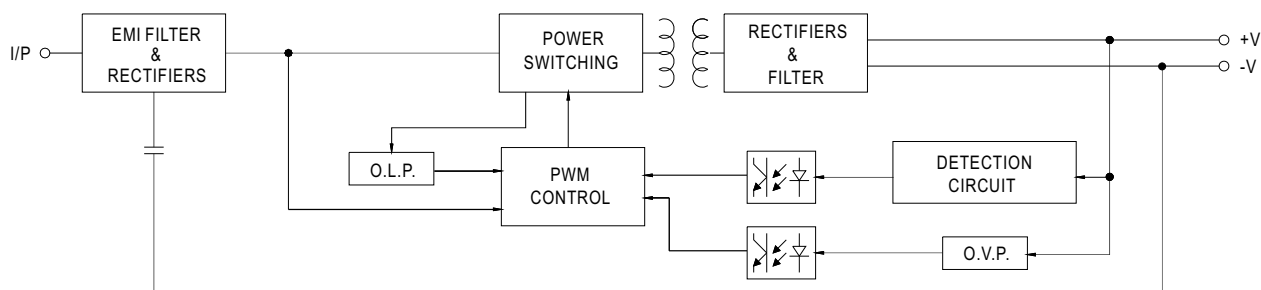 I/P
EMI FILTER
&
RECTIFIERS
POWER
SWITCHING
RECTIFIERS
&
FILTER
+V
-V
O.L.P.
PWM
CONTROL
DETECTION
CIRCUIT
O.V.P.